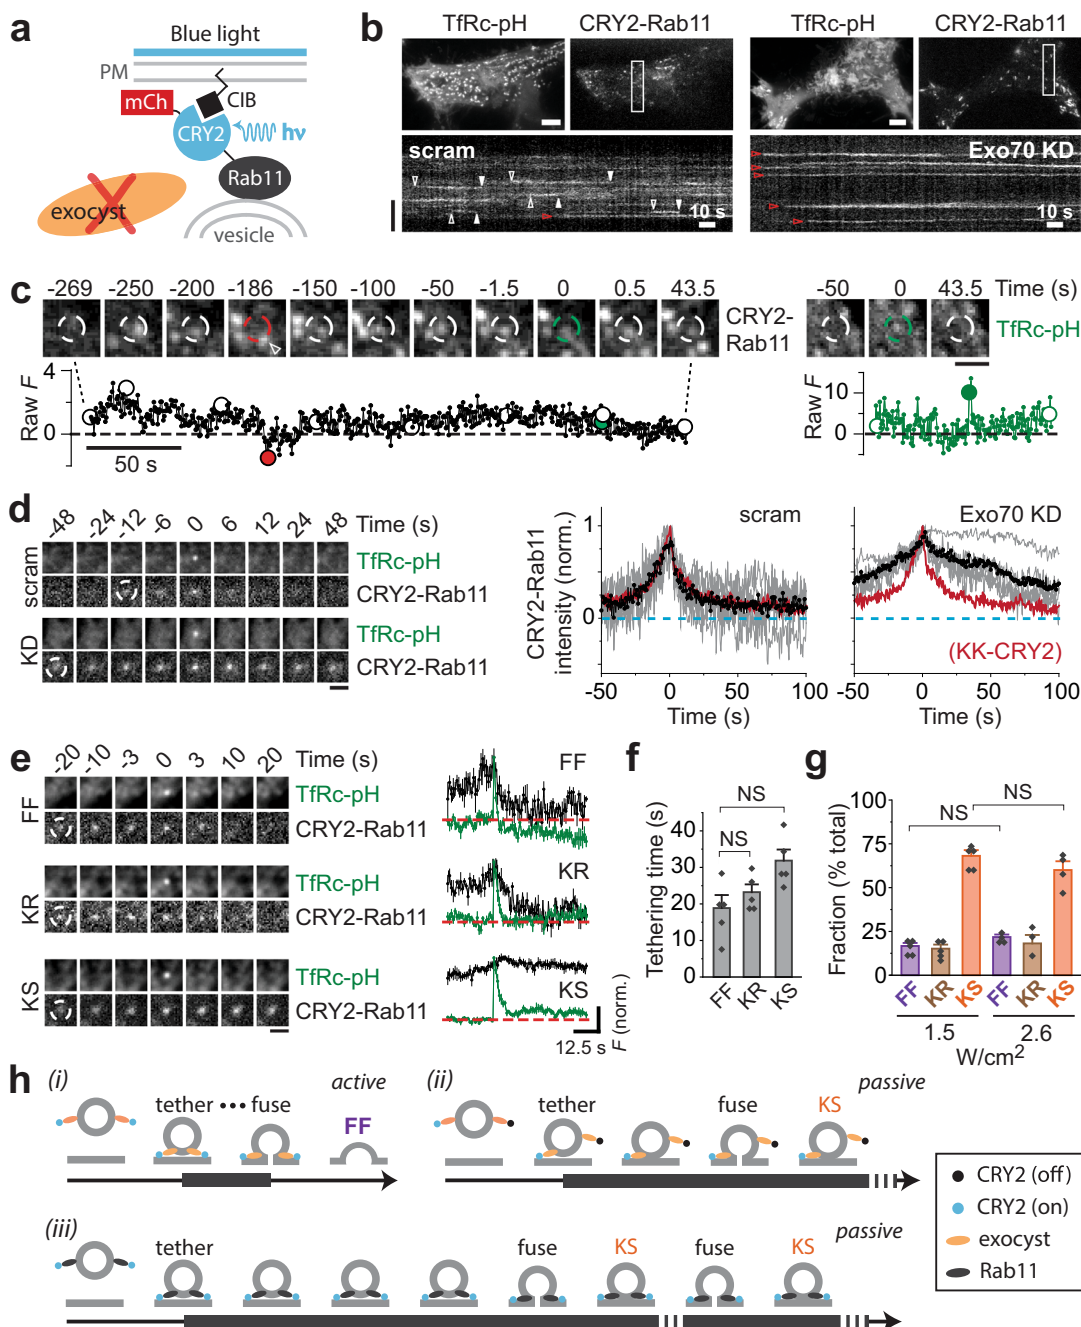 a
Blue light
PM
mCh
CIB
CRY2
hν
Rab11
exocyst
vesicle
b
TfRc-pH
CRY2-Rab11
TfRc-pH
CRY2-Rab11
scram
10 s
Exo70 KD
10 s
c
-269 -250 -200 -186 -150 -100 -50 -1.5 0 0.5 43.5
CRY2-
Rab11
-50 0 43.5 Time (s)
TfRc-pH
Raw F
4
0
50 s
Raw F
10
0
d
-48 -24 -12 -6 0 6 12 24 48 Time (s)
scram
TfRc-pH
CRY2-Rab11
KD
TfRc-pH
CRY2-Rab11
CRY2-Rab11
intensity (norm.)
1
0
scram
-50 0 50 100
Time (s)
Exo70 KD
(KK-CRY2)
-50 0 50 100
Time (s)
e
-20 -10 -3 0 3 10 20 Time (s)
FF
TfRc-pH
CRY2-Rab11
KR
TfRc-pH
CRY2-Rab11
KS
TfRc-pH
CRY2-Rab11
FF
KR
KS
F (norm.)
12.5 s
f
Tethering time (s)
40
30
20
10
0
NS
NS
FF KR KS
g
Fraction (% total)
100
75
50
25
0
NS
NS
FF KR KS FF KR KS
1.5 2.6
W/cm2
h
(i)
active
tether ••• fuse
FF
(ii)
passive
tether
fuse
KS
(iii)
passive
tether
fuse
KS
fuse
KS
CRY2 (off)
CRY2 (on)
exocyst
Rab11